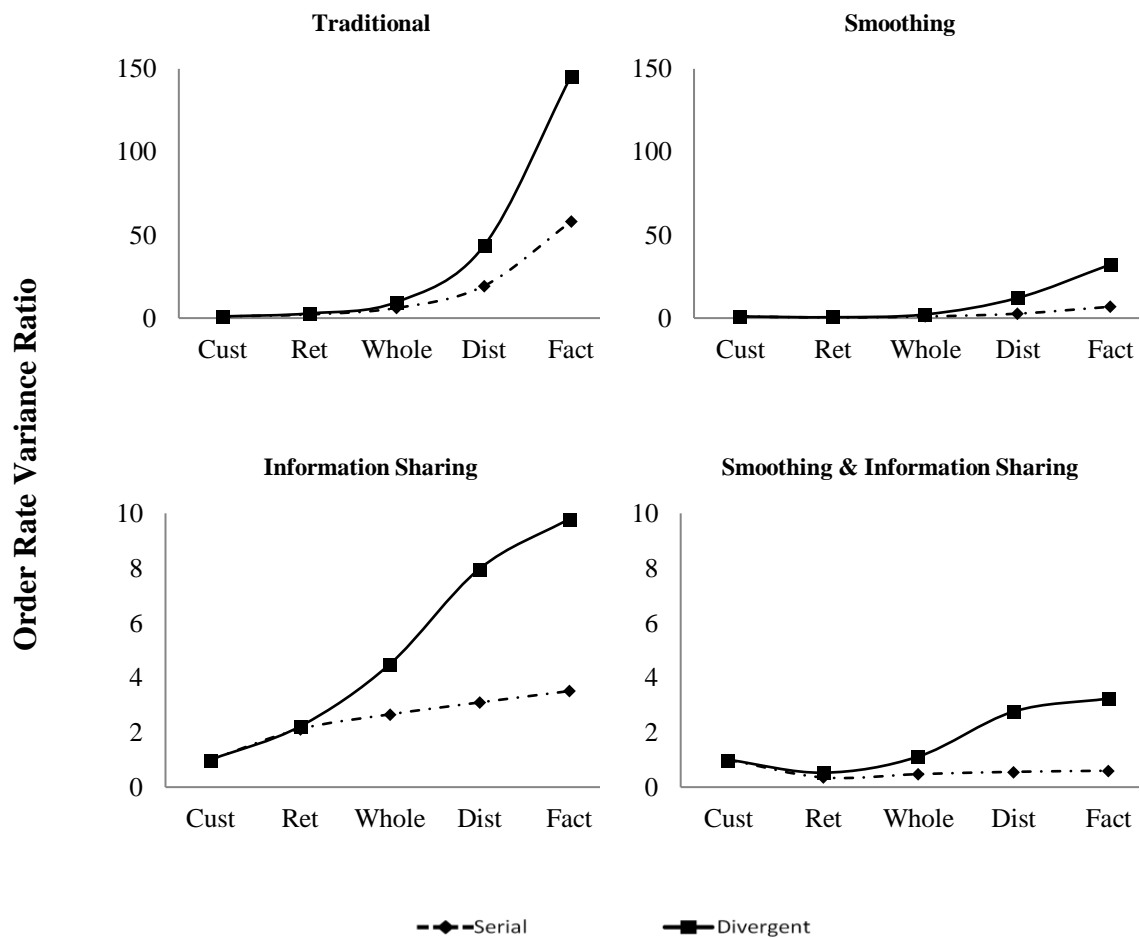 Order Rate Variance Ratio
Traditional
150
100
50
0
Cust Ret Whole Dist Fact
Smoothing
150
100
50
0
Cust Ret Whole Dist Fact
Information Sharing
10
8
6
4
2
0
Cust Ret Whole Dist Fact
Smoothing & Information Sharing
10
8
6
4
2
0
Cust Ret Whole Dist Fact
Serial Divergent